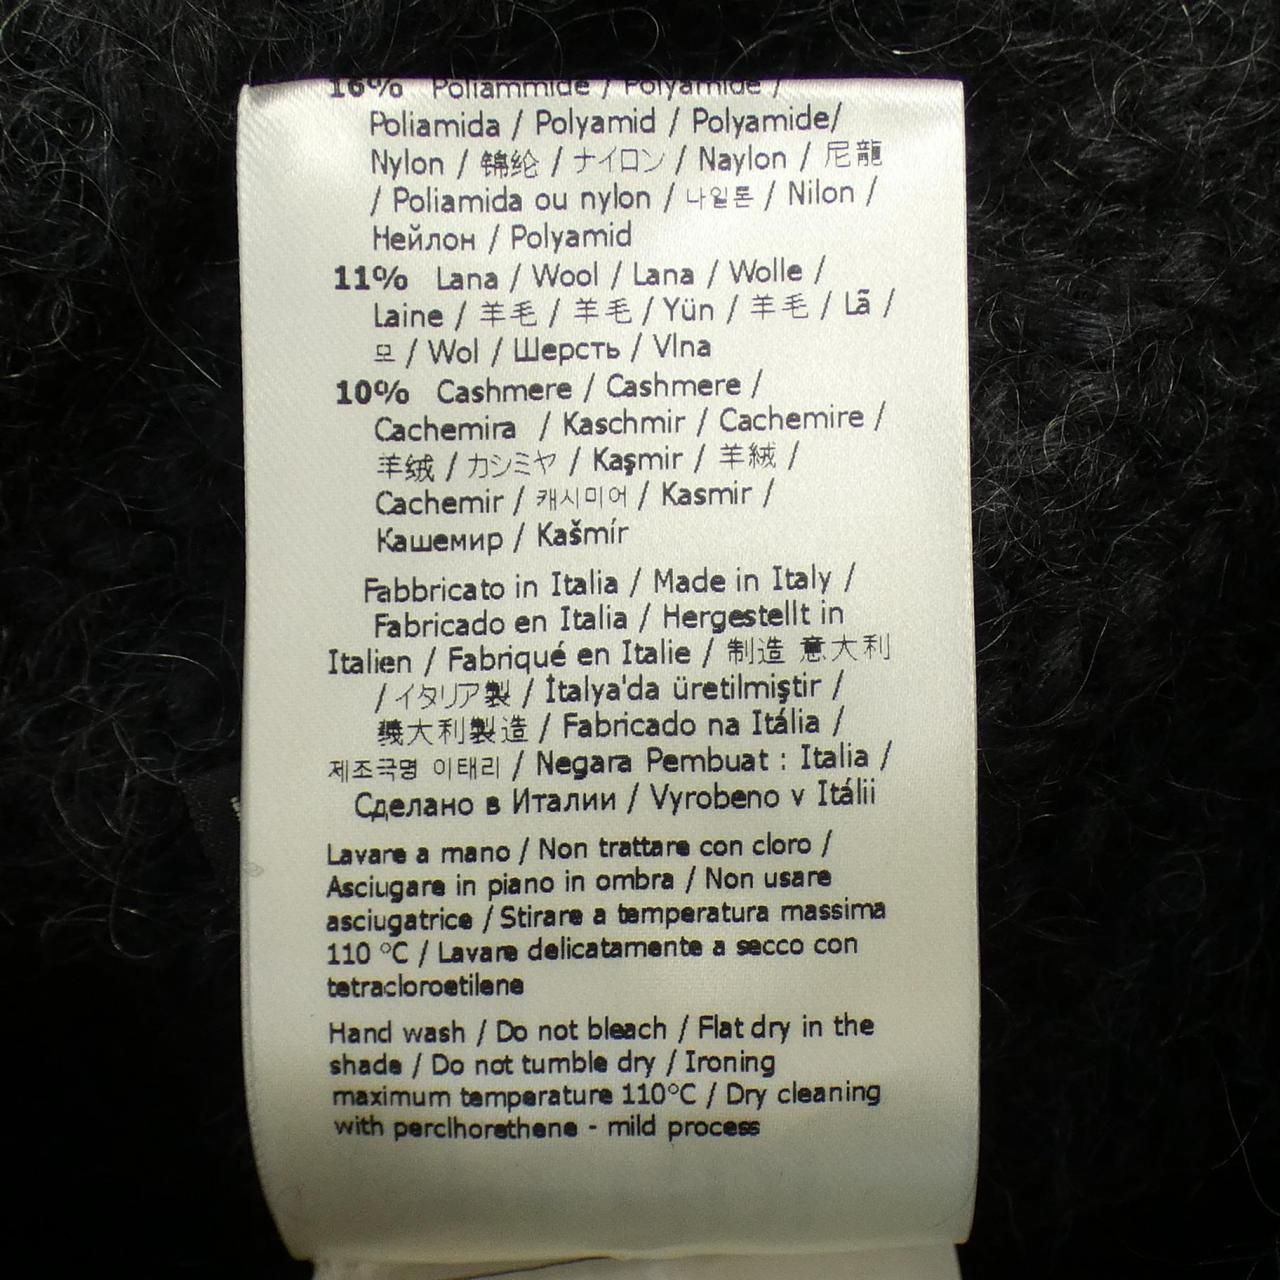 16% Poliammide / Polyamide /
Poliamida / Polyamid / Polyamide/
Nylon / 锦纶 / ナイロン / Naylon / 尼龍
/ Poliamida ou nylon / 나일론 / Nilon /
Нейлон / Polyamid
11% Lana / Wool / Lana / Wolle /
Laine / 羊毛 / 羊毛 / Yün / 羊毛 / Lã /
모 / Wol / Шерсть / Vlna
10% Cashmere / Cashmere /
Cachemira / Kaschmir / Cachemire /
羊绒 / カシミヤ / Kaşmir / 羊絨 /
Cachemir / 캐시미어 / Kasmir /
Кашемир / Kašmír
Fabbricato in Italia / Made in Italy /
Fabricado en Italia / Hergestellt in
Italien / Fabriqué en Italie / 制造 意大利
/ イタリア製 / İtalya'da üretilmiştir /
義大利製造 / Fabricado na Itália /
제조국명 이태리 / Negara Pembuat : Italia /
Сделано в Италии / Vyrobeno v Itálii
Lavare a mano / Non trattare con cloro /
Asciugare in piano in ombra / Non usare
asciugatrice / Stirare a temperatura massima
110 °C / Lavare delicatamente a secco con
tetracloroetilene
Hand wash / Do not bleach / Flat dry in the
shade / Do not tumble dry / Ironing
maximum temperature 110°C / Dry cleaning
with perclhorethene - mild process